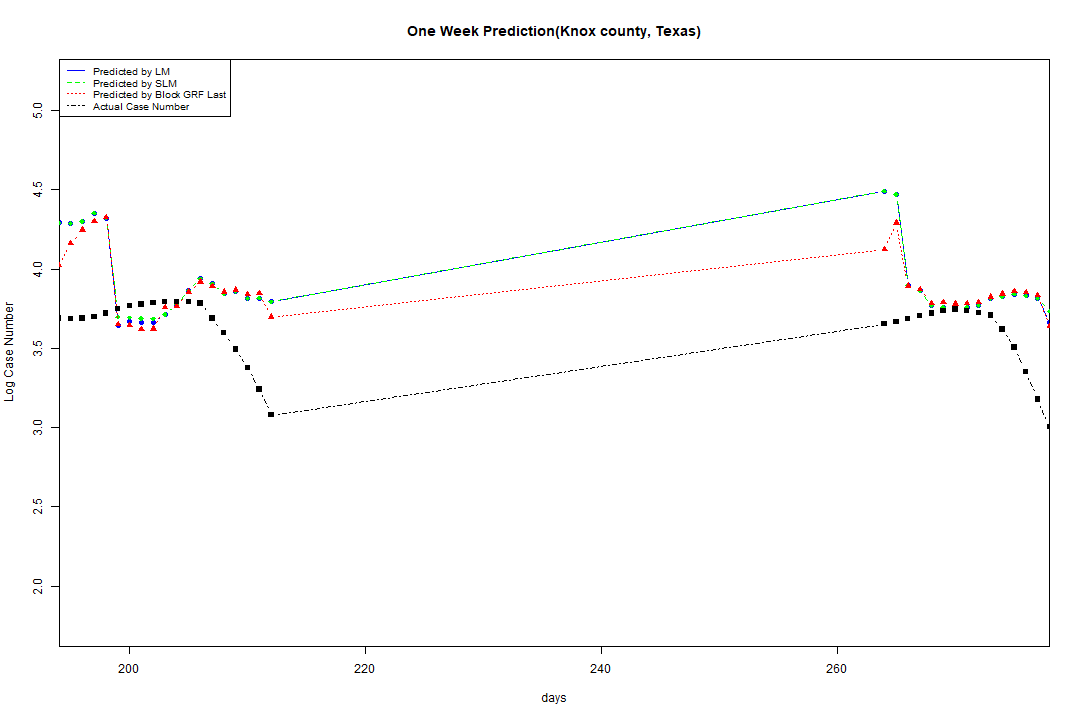 One Week Prediction(Knox county, Texas)
Predicted by LM
Predicted by SLM
Predicted by Block GRF Last
Actual Case Number
Log Case Number
5.0
4.5
4.0
3.5
3.0
2.5
2.0
200 220 240 260
days